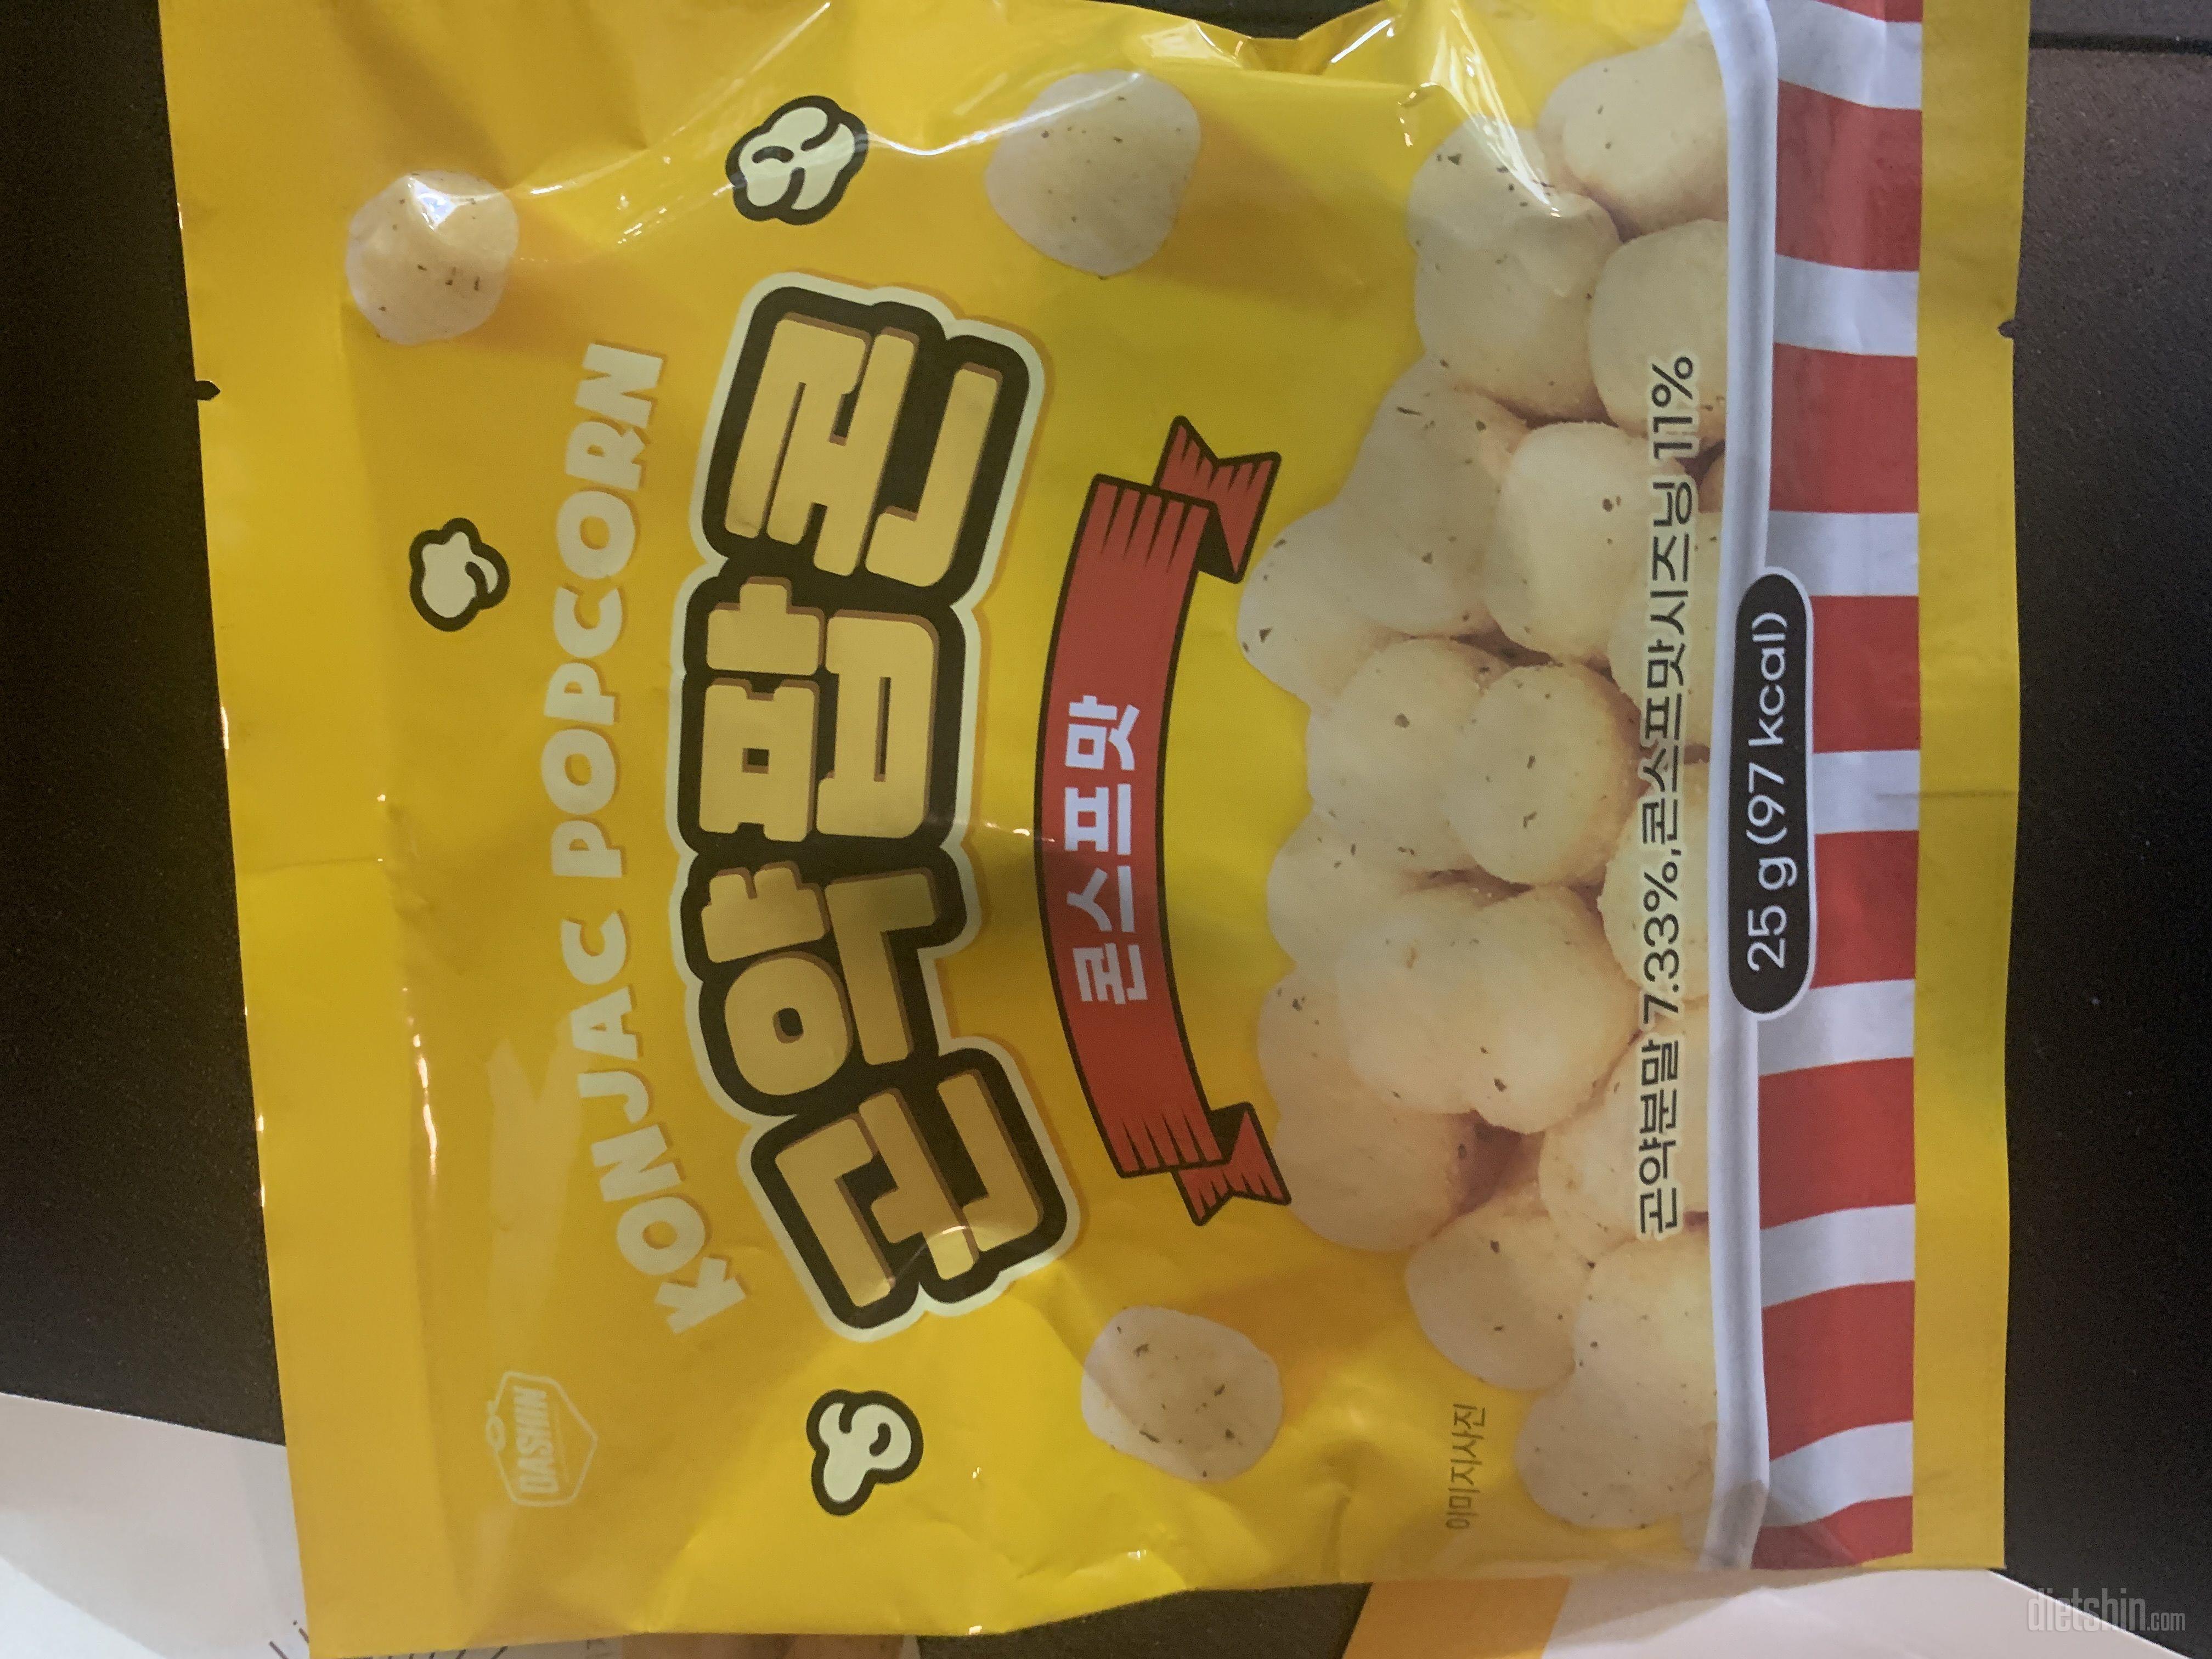 DASHIN
KONJAC POPCORN
곤약팝콘
콘스프맛
이미지사진
곤약분말 7.33%,콘스프맛시즈닝 11%
25 g (97 kcal)
dietshin.com